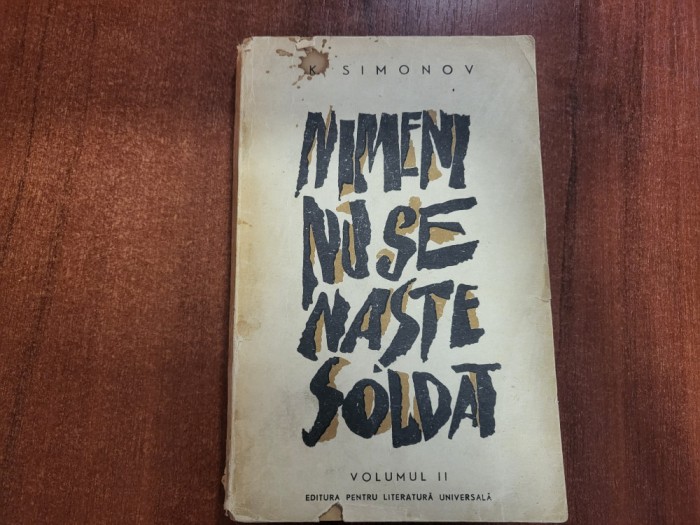 K. SIMONOV
NIMENI
NU SE
NAȘTE
SOLDAT
VOLUMUL II
EDITURA PENTRU LITERATURĂ UNIVERSALĂ